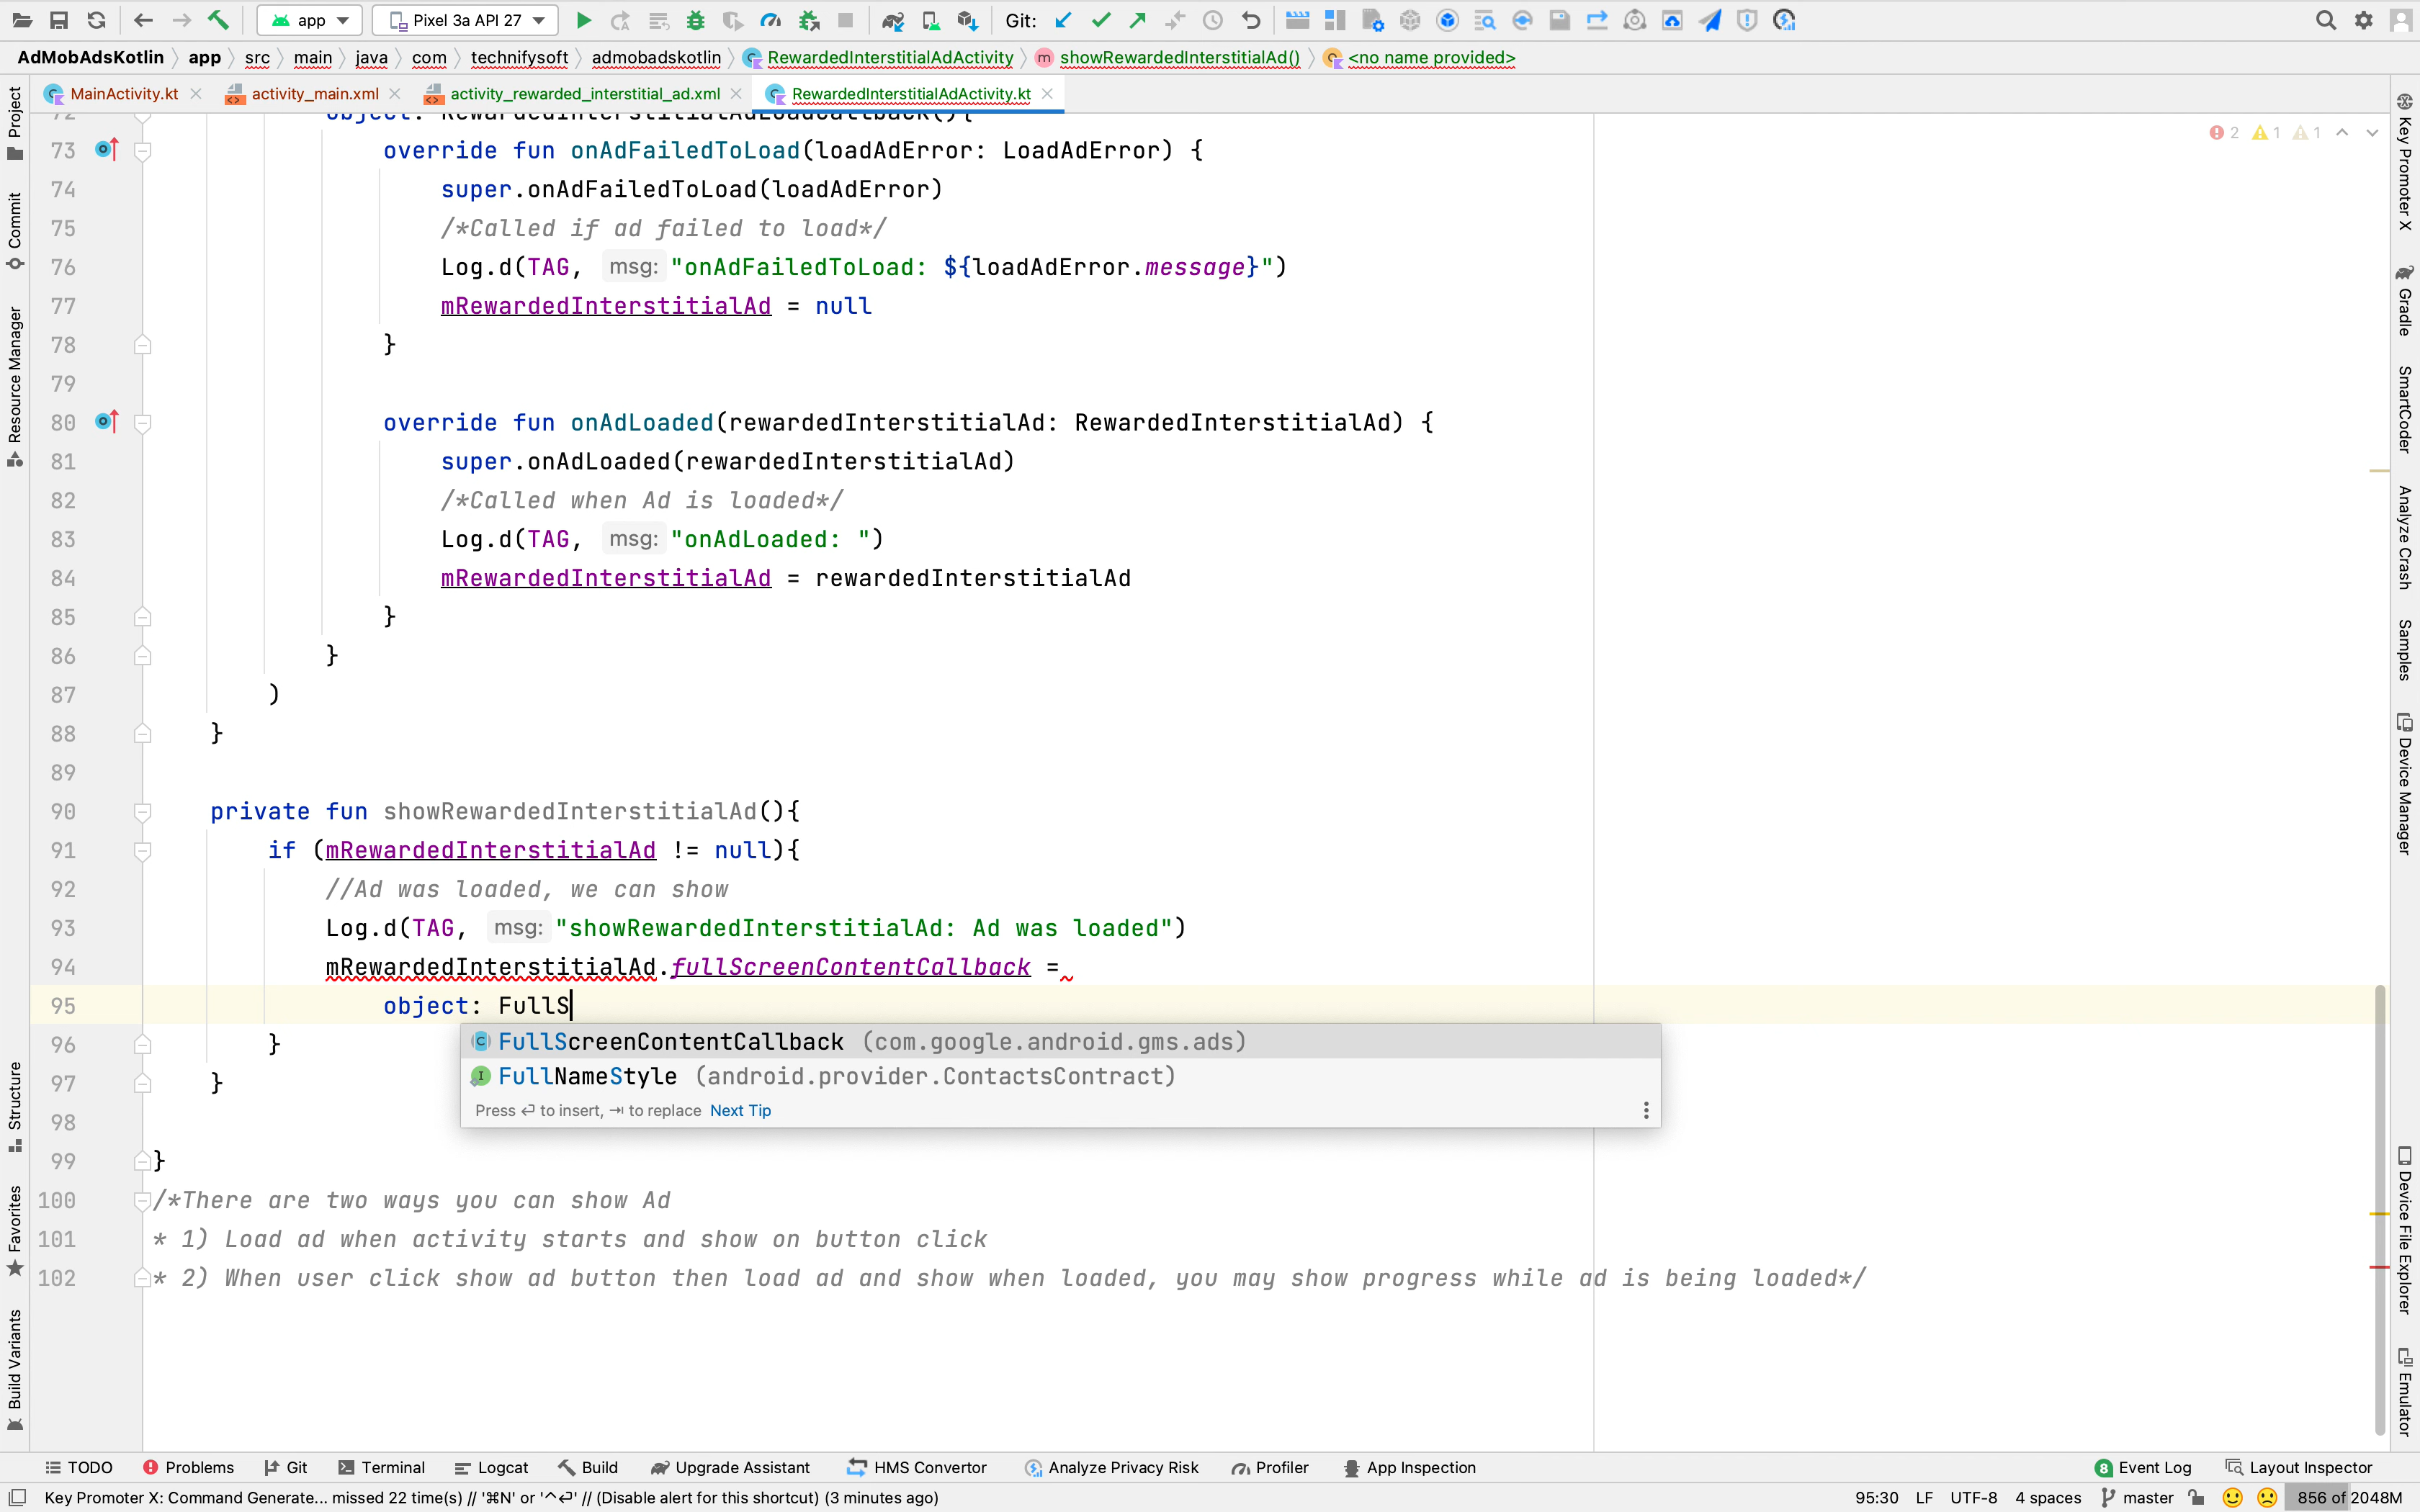 app
Pixel 3a API 27
Git:
AdMobAdsKotlin
app
src
main
java
com
technifysoft
admobadskotlin
RewardedInterstitialAdActivity
showRewardedInterstitialAd()
<no name provided>
MainActivity.kt
activity_main.xml
activity_rewarded_interstitial_ad.xml
RewardedInterstitialAdActivity.kt
2 1 1
72 object: RewardedInterstitialAdLoadCallback(){
73 override fun onAdFailedToLoad(loadAdError: LoadAdError) {
74 super.onAdFailedToLoad(loadAdError)
75 /*Called if ad failed to load*/
76 Log.d(TAG, msg: "onAdFailedToLoad: ${loadAdError.message}")
77 mRewardedInterstitialAd = null
78 }
79
80 override fun onAdLoaded(rewardedInterstitialAd: RewardedInterstitialAd) {
81 super.onAdLoaded(rewardedInterstitialAd)
82 /*Called when Ad is loaded*/
83 Log.d(TAG, msg: "onAdLoaded: ")
84 mRewardedInterstitialAd = rewardedInterstitialAd
85 }
86 }
87 )
88 }
89
90 private fun showRewardedInterstitialAd(){
91 if (mRewardedInterstitialAd != null){
92 //Ad was loaded, we can show
93 Log.d(TAG, msg: "showRewardedInterstitialAd: Ad was loaded")
94 mRewardedInterstitialAd.fullScreenContentCallback =
95 object: FullS
96 }
97 }
98
99 }
100 /*There are two ways you can show Ad
101 * 1) Load ad when activity starts and show on button click
102 * 2) When user click show ad button then load ad and show when loaded, you may show progress while ad is being loaded*/
FullScreenContentCallback (com.google.android.gms.ads)
FullNameStyle (android.provider.ContactsContract)
Press ⏎ to insert, ⇥ to replace Next Tip
Project
Commit
Resource Manager
Structure
Favorites
Build Variants
Key Promoter X
Gradle
SmartCoder
Analyze Crash
Samples
Device Manager
Device File Explorer
Emulator
TODO
Problems
Git
Terminal
Logcat
Build
Upgrade Assistant
HMS Convertor
Analyze Privacy Risk
Profiler
App Inspection
8 Event Log
Layout Inspector
Key Promoter X: Command Generate... missed 22 time(s) // '⌘N' or '^⏎' // (Disable alert for this shortcut) (3 minutes ago)
95:30 LF UTF-8 4 spaces master 856 of 2048M